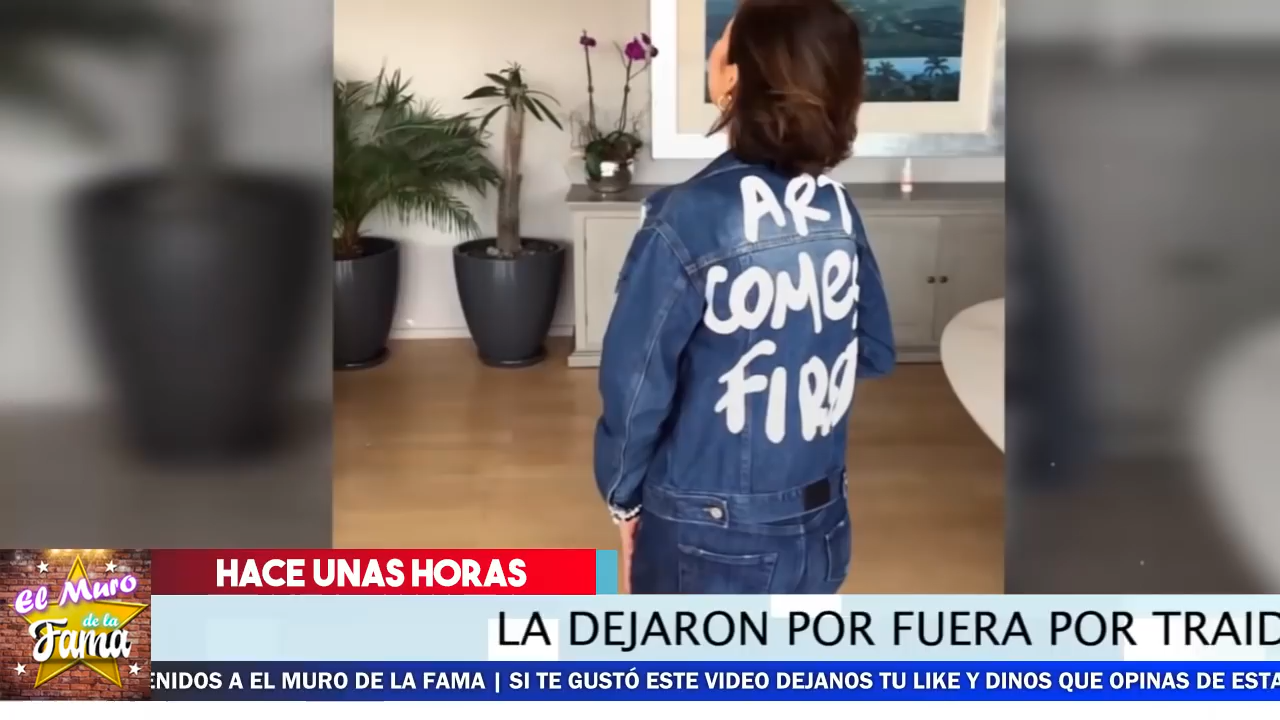 ART
COMES
FIRST
HACE UNAS HORAS
El Muro
de la
Fama
LA DEJARON POR FUERA POR TRAID
ENIDOS A EL MURO DE LA FAMA | SI TE GUSTÓ ESTE VIDEO DEJANOS TU LIKE Y DINOS QUE OPINAS DE ESTA